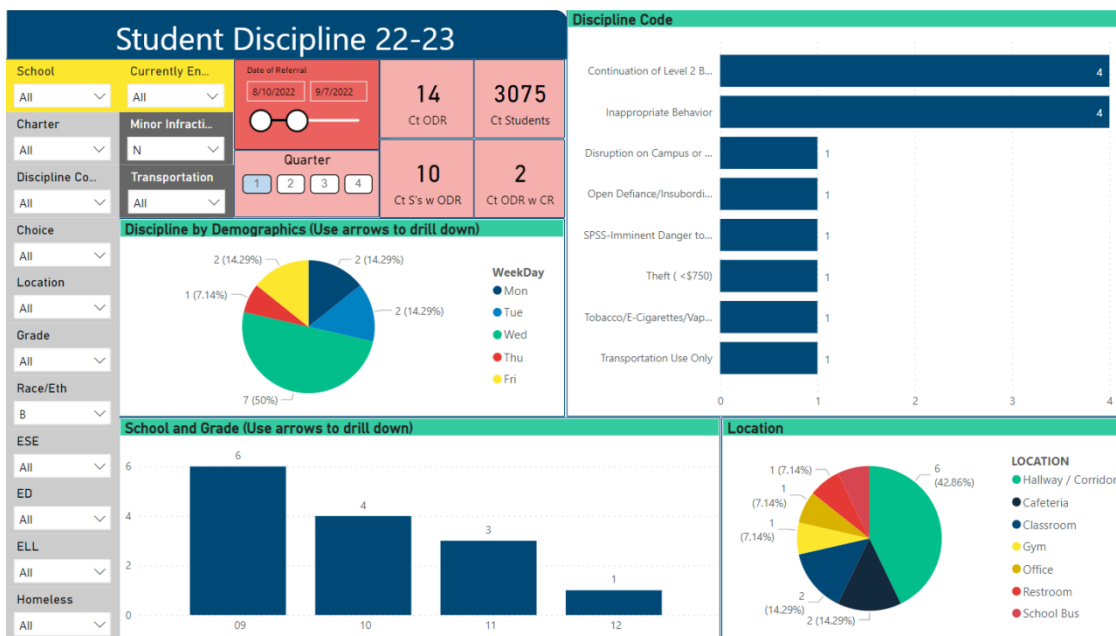 Student Discipline 22-23
School
All
Currently En...
All
Charter
All
Minor Infracti...
N
Discipline Co...
All
Transportation
All
Choice
All
Location
All
Grade
All
Race/Eth
B
ESE
All
ED
All
ELL
All
Homeless
All
Date of Referral
8/10/2022 9/7/2022
Quarter
1 2 3 4
14
Ct ODR
3075
Ct Students
10
Ct S's w ODR
2
Ct ODR w CR
Discipline by Demographics (Use arrows to drill down)
2 (14.29%)
2 (14.29%)
1 (7.14%)
2 (14.29%)
7 (50%)
WeekDay
Mon
Tue
Wed
Thu
Fri
Discipline Code
Continuation of Level 2 B... 4
Inappropriate Behavior 4
Disruption on Campus or ... 1
Open Defiance/Insubordi... 1
SPSS-Imminent Danger to... 1
Theft ( <$750) 1
Tobacco/E-Cigarettes/Vap... 1
Transportation Use Only 1
0 1 2 3 4
School and Grade (Use arrows to drill down)
6
4
2
0
6
4
3
1
09 10 11 12
Location
1 (7.14%)
1
(7.14%)
1
(7.14%)
2
(14.29%)
2 (14.29%)
6
(42.86%)
LOCATION
Hallway / Corridor
Cafeteria
Classroom
Gym
Office
Restroom
School Bus